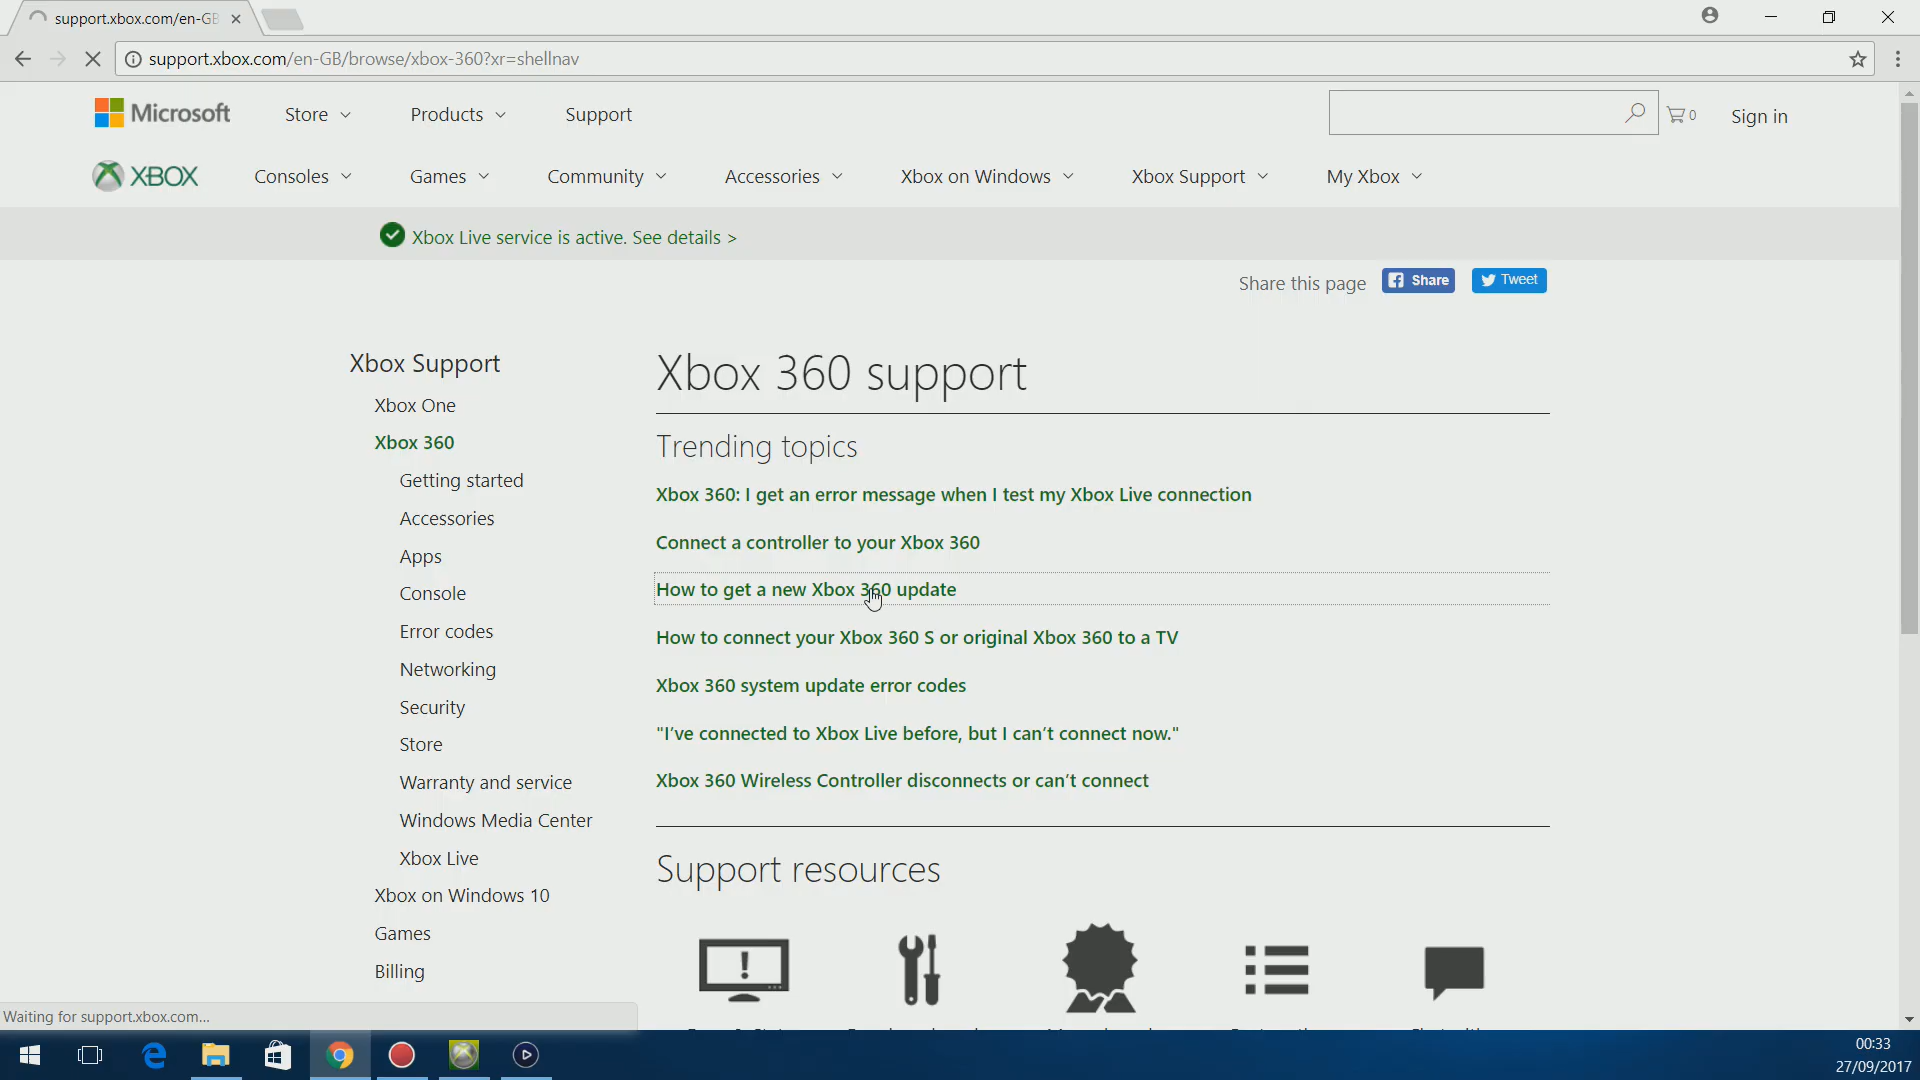 support.xbox.com/en-GB
support.xbox.com/en-GB/browse/xbox-360?xr=shellnav
Microsoft Store Products Support 0 Sign in
XBOX Consoles Games Community Accessories Xbox on Windows Xbox Support My Xbox
Xbox Live service is active. See details >
Share this page Share Tweet
Xbox Support
Xbox One
Xbox 360
Getting started
Accessories
Apps
Console
Error codes
Networking
Security
Store
Warranty and service
Windows Media Center
Xbox Live
Xbox on Windows 10
Games
Billing
Xbox 360 support
Trending topics
Xbox 360: I get an error message when I test my Xbox Live connection
Connect a controller to your Xbox 360
How to get a new Xbox 360 update
How to connect your Xbox 360 S or original Xbox 360 to a TV
Xbox 360 system update error codes
"I've connected to Xbox Live before, but I can't connect now."
Xbox 360 Wireless Controller disconnects or can't connect
Support resources
Waiting for support.xbox.com...
00:33
27/09/2017